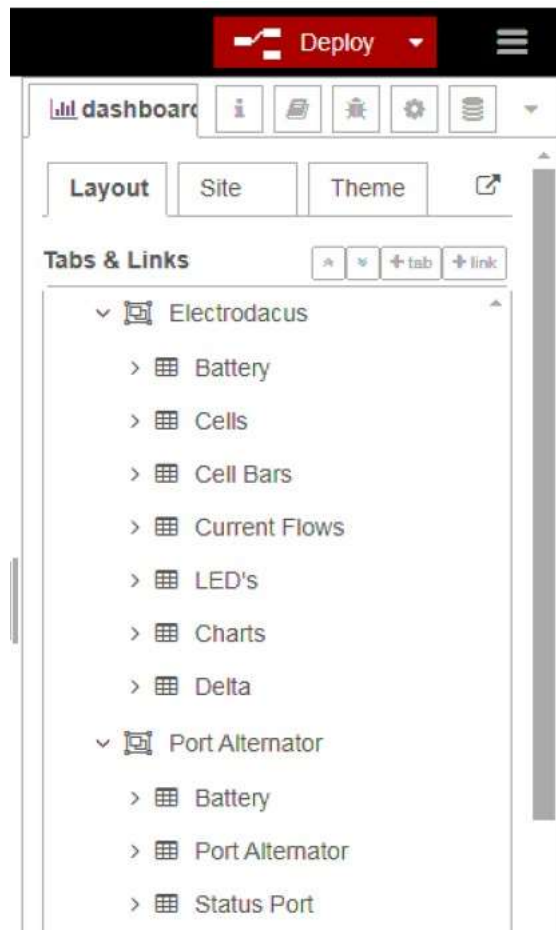 Deploy
dashboard
Layout
Site
Theme
Tabs & Links
tab
link
Electrodacus
Battery
Cells
Cell Bars
Current Flows
LED's
Charts
Delta
Port Alternator
Battery
Port Alternator
Status Port